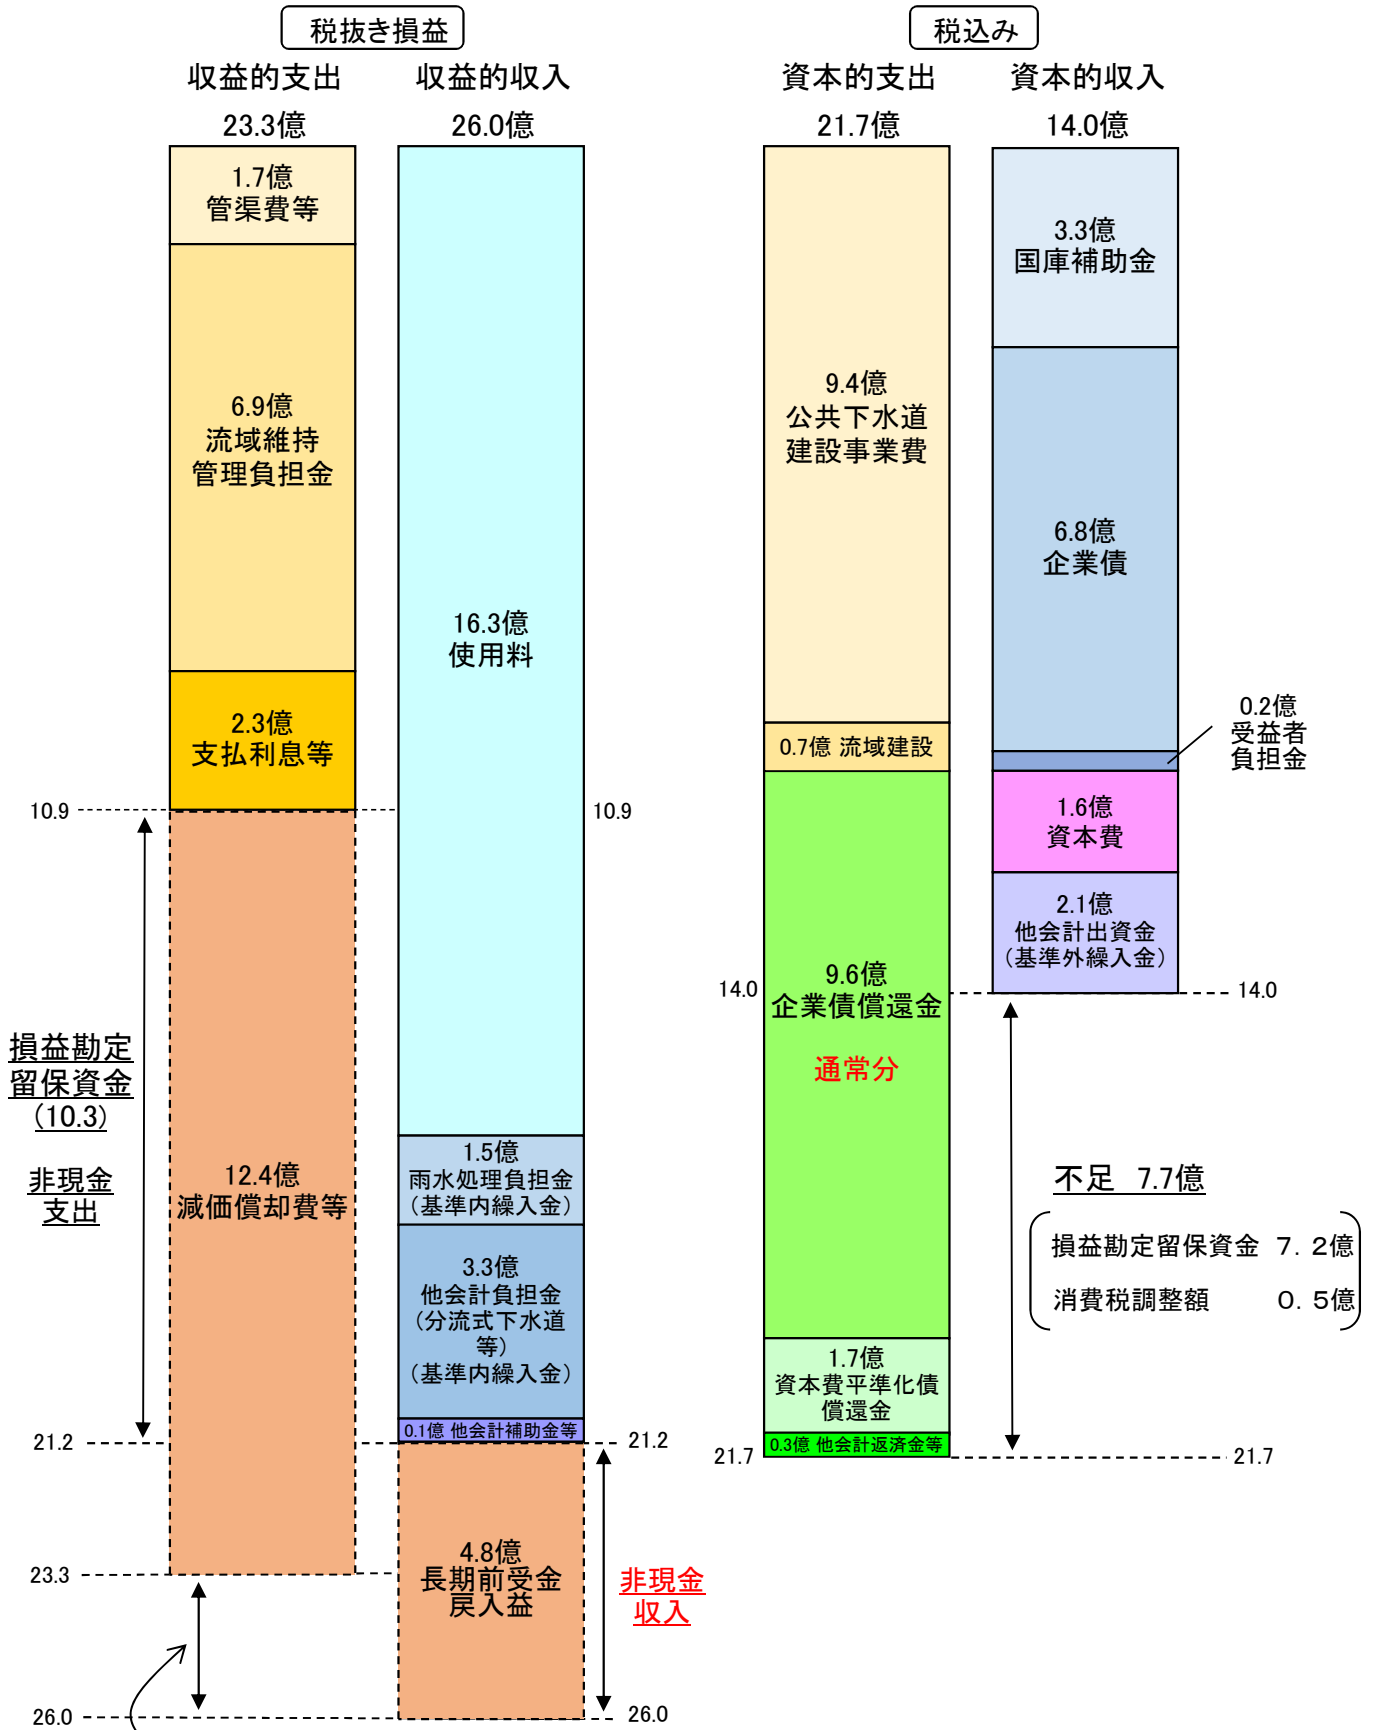 税抜き損益
収益的支出
23.3億
収益的収入
26.0億
1.7億
管渠費等
6.9億
流域維持
管理負担金
2.3億
支払利息等
12.4億
減価償却費等
16.3億
使用料
1.5億
雨水処理負担金
（基準内繰入金）
3.3億
他会計負担金
（分流式下水道
等）
（基準内繰入金）
0.1億 他会計補助金等
4.8億
長期前受金
戻入益
10.9
10.9
損益勘定
留保資金
（10.3）
非現金
支出
21.2
21.2
23.3
26.0
26.0
非現金
収入
税込み
資本的支出
21.7億
資本的収入
14.0億
9.4億
公共下水道
建設事業費
0.7億 流域建設
9.6億
企業債償還金
通常分
1.7億
資本費平準化債
償還金
0.3億 他会計返済金等
3.3億
国庫補助金
6.8億
企業債
0.2億
受益者
負担金
1.6億
資本費
2.1億
他会計出資金
（基準外繰入金）
14.0
14.0
不足 7.7億
損益勘定留保資金 ７．２億
消費税調整額 ０．５億
21.7
21.7